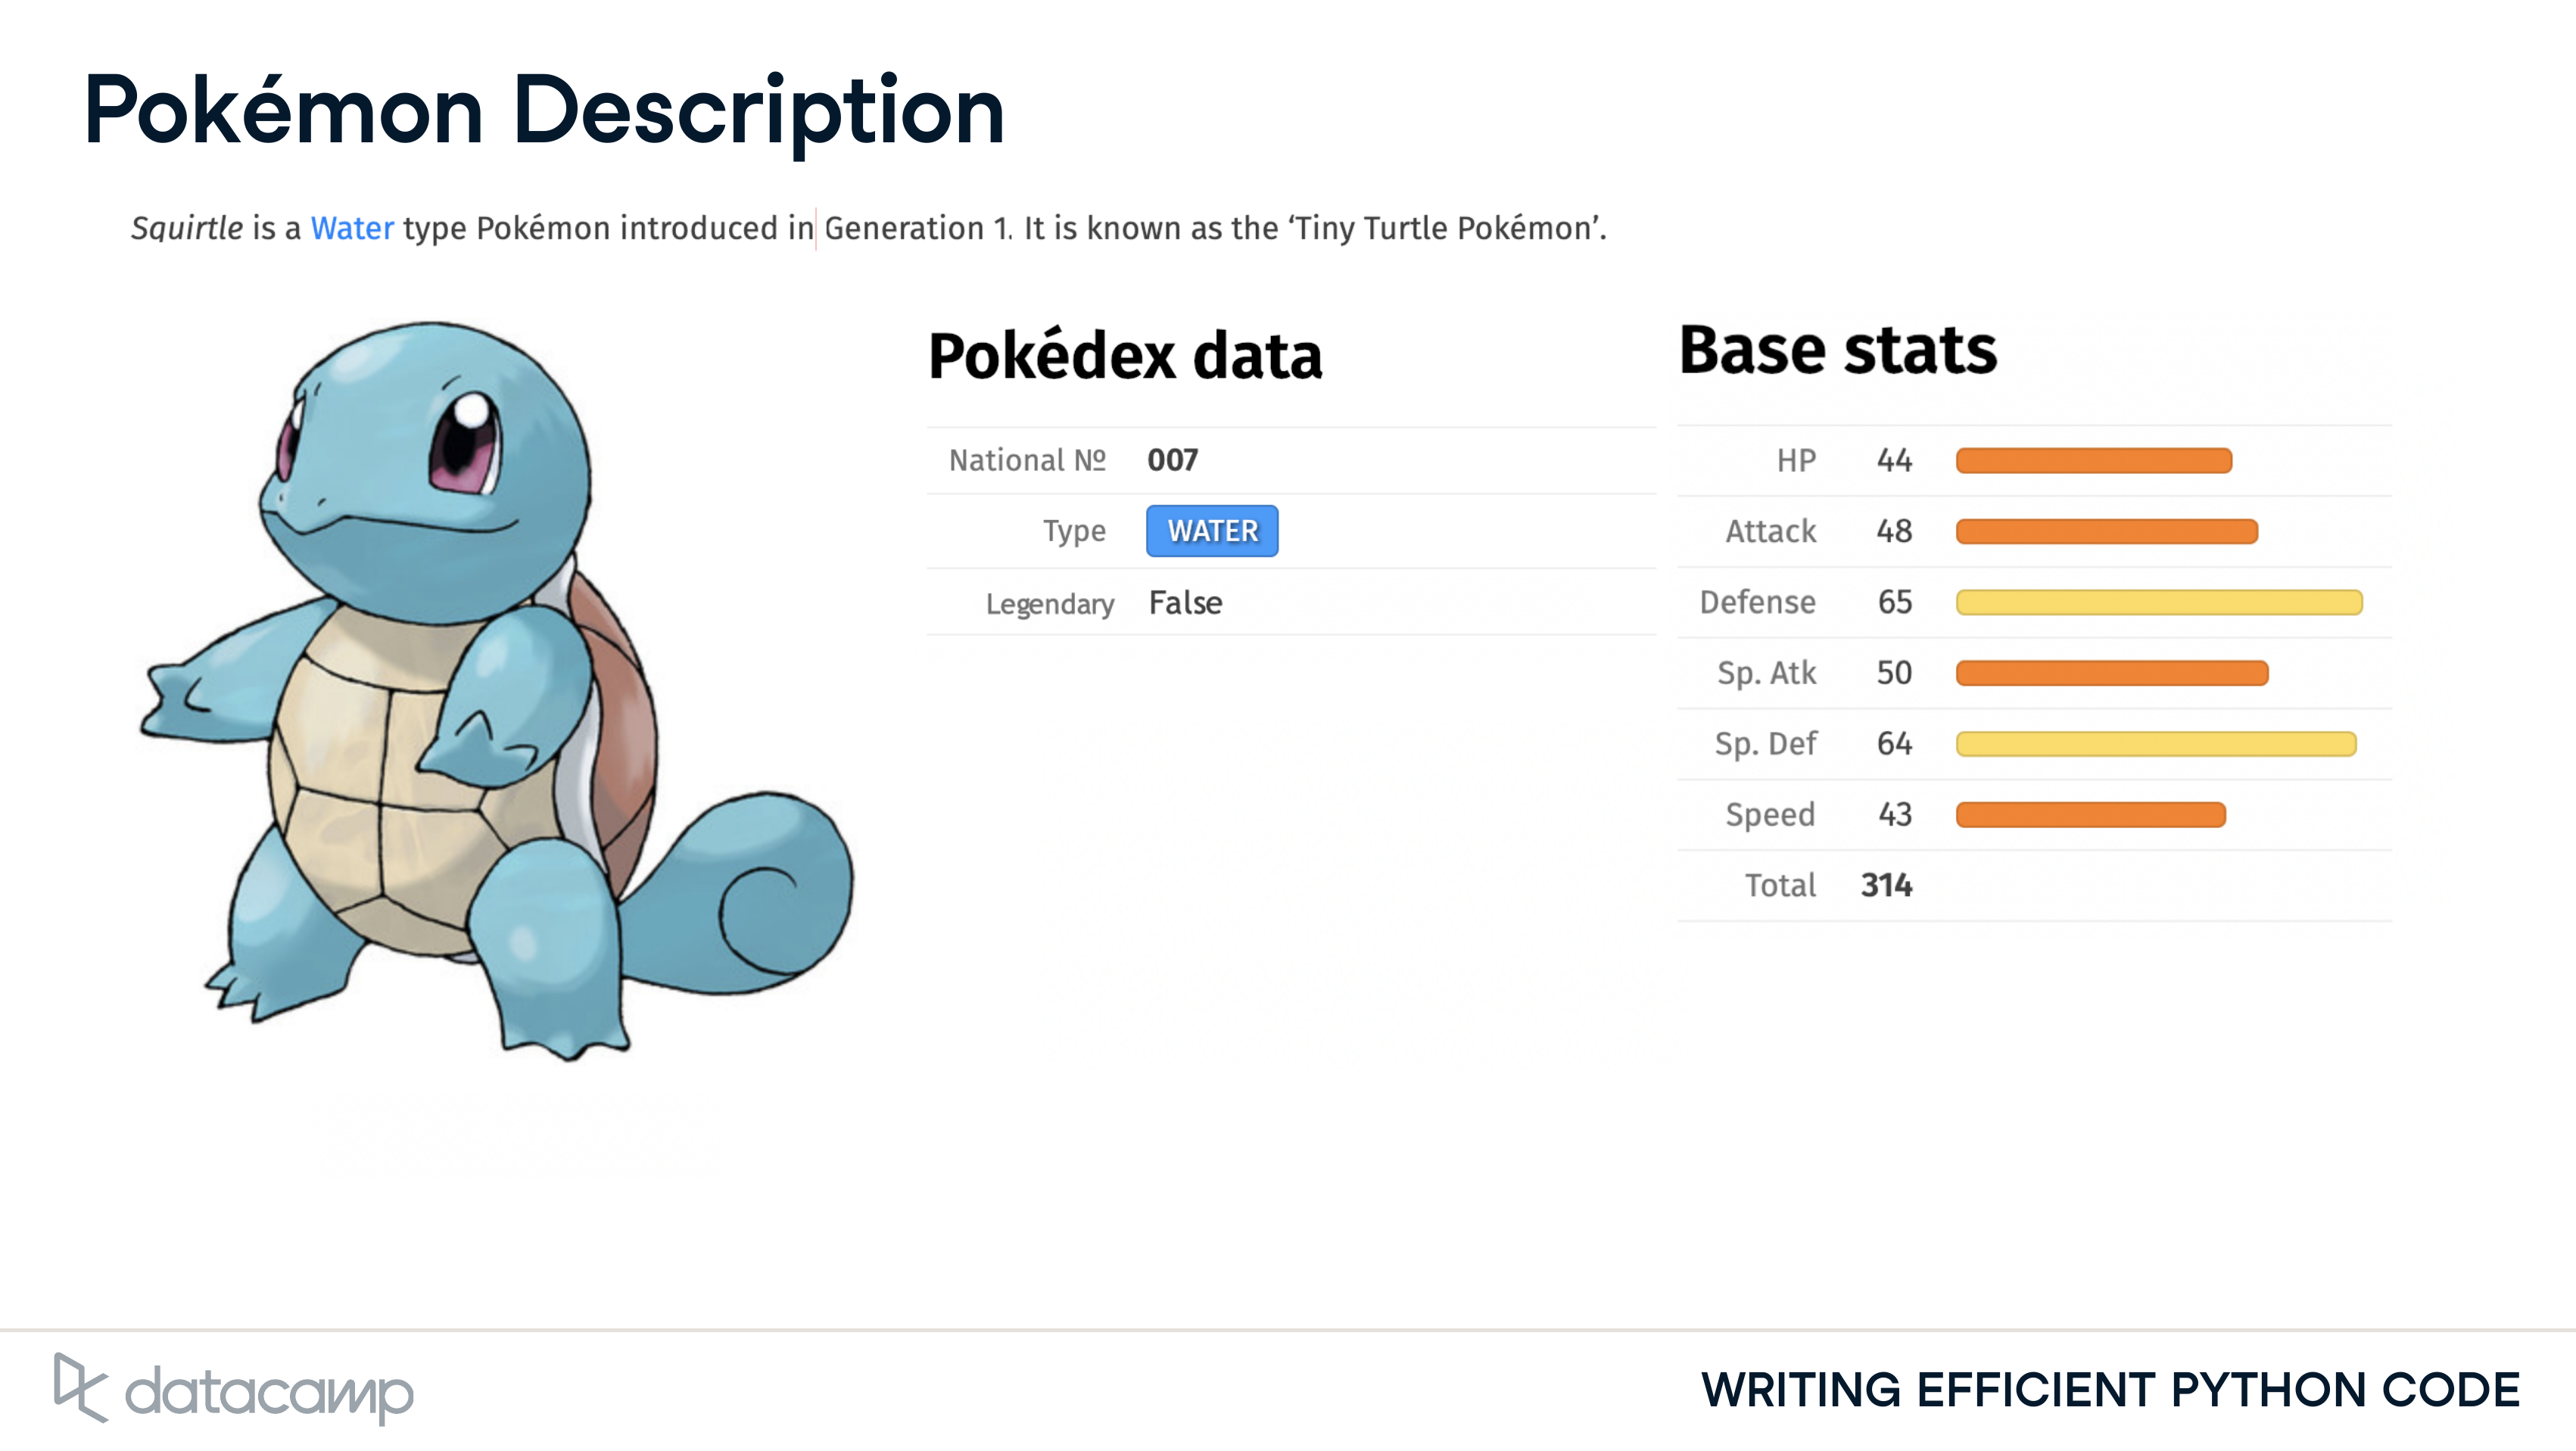 Pokémon Description
Squirtle is a Water type Pokémon introduced in Generation 1. It is known as the ‘Tiny Turtle Pokémon’.
Pokédex data
National Nº 007
Type WATER
Legendary False
Base stats
HP 44
Attack 48
Defense 65
Sp. Atk 50
Sp. Def 64
Speed 43
Total 314
datacamp
WRITING EFFICIENT PYTHON CODE